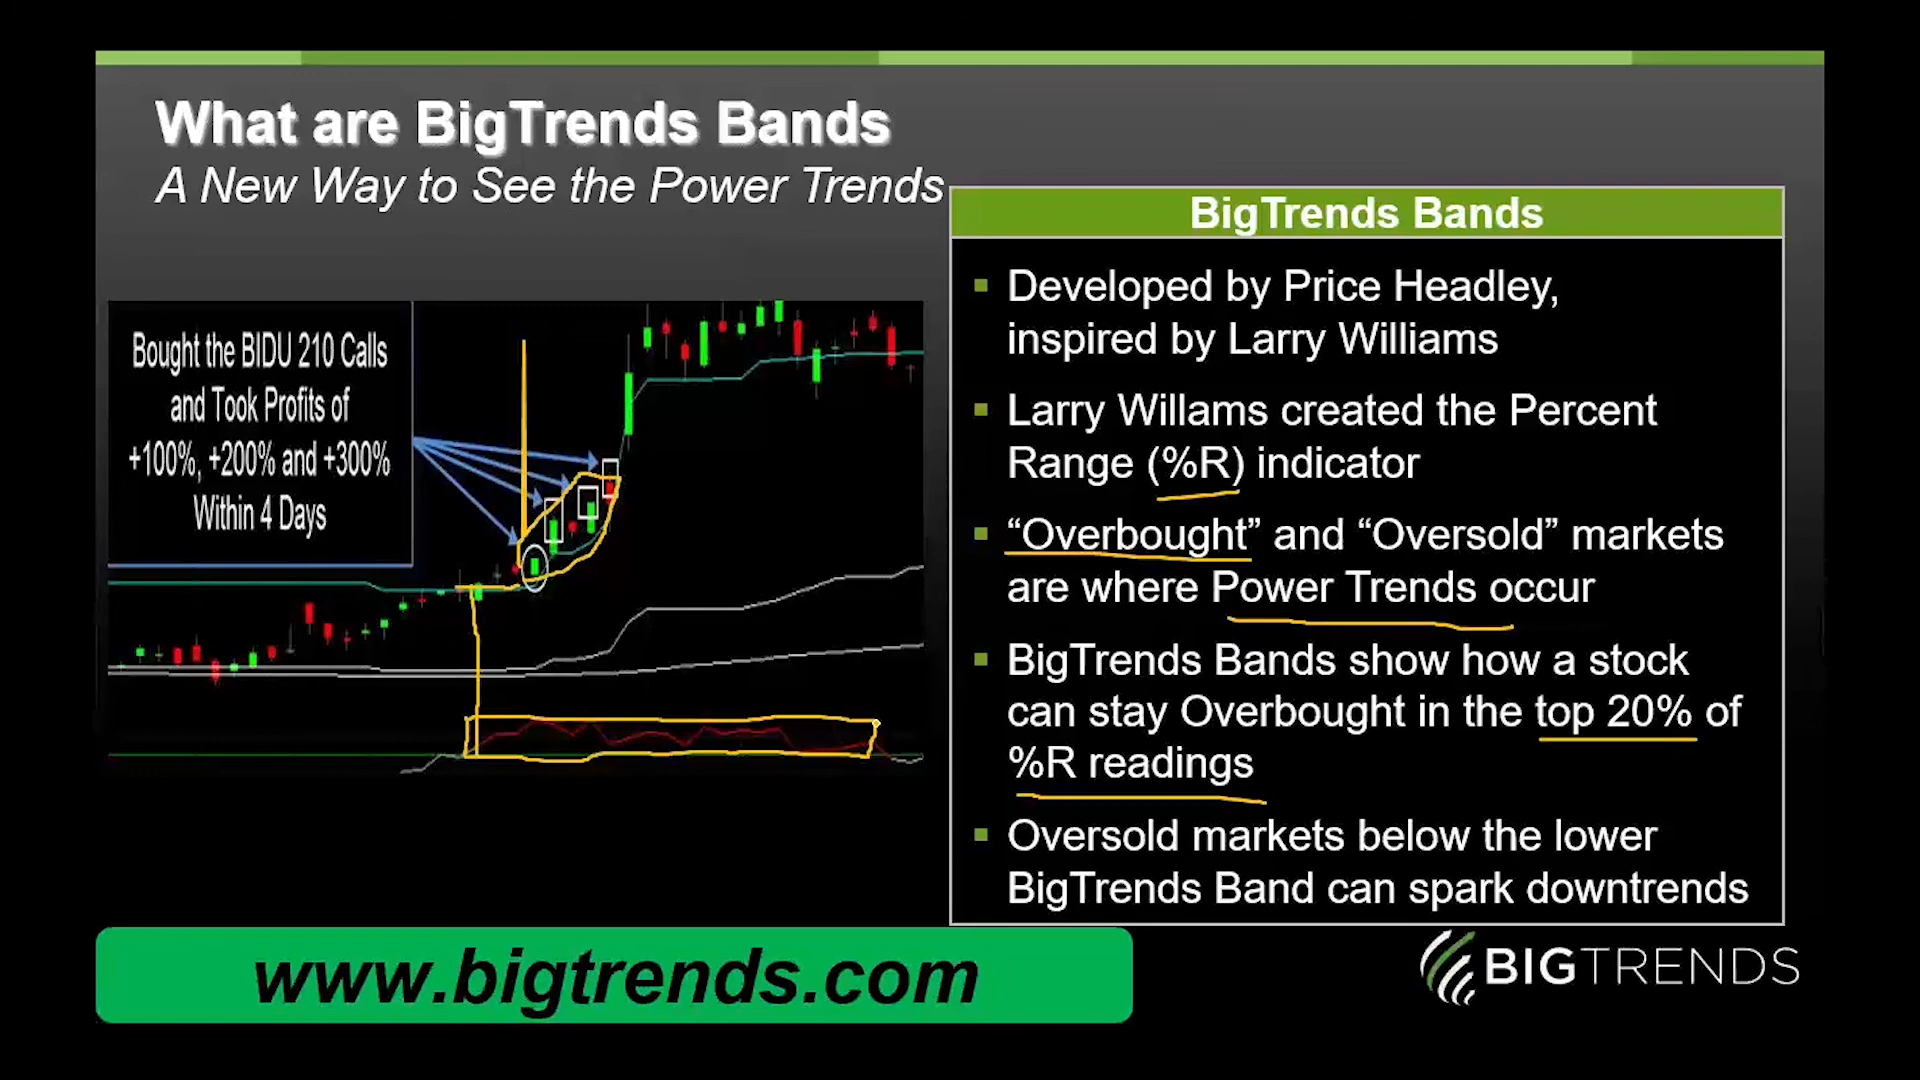 What are BigTrends Bands
A New Way to See the Power Trends
Bought the BIDU 210 Calls
and Took Profits of
+100%, +200% and +300%
Within 4 Days
BigTrends Bands
Developed by Price Headley,
inspired by Larry Williams
Larry Willams created the Percent
Range (%R) indicator
“Overbought” and “Oversold” markets
are where Power Trends occur
BigTrends Bands show how a stock
can stay Overbought in the top 20% of
%R readings
Oversold markets below the lower
BigTrends Band can spark downtrends
www.bigtrends.com
BIGTRENDS